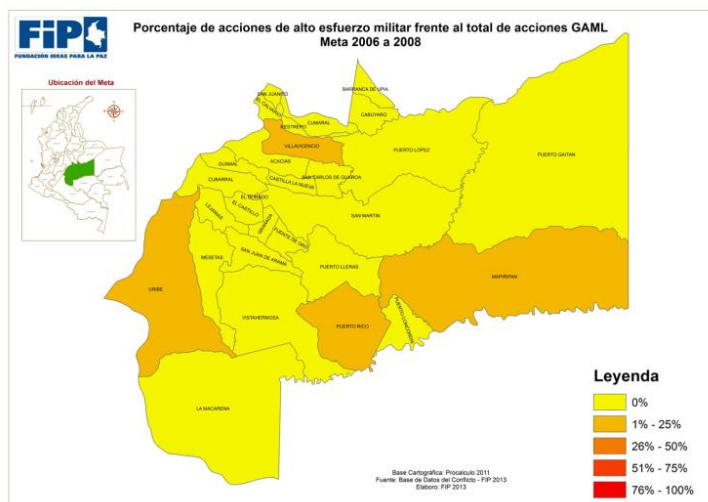 FiP
FUNDACIÓN IDEAS PARA LA PAZ
Porcentaje de acciones de alto esfuerzo militar frente al total de acciones GAML
Meta 2006 a 2008
Ubicación del Meta
BARRANCA DE UPIA
SAN JUANITO
EL CALVARIO
CUMARAL
CABUYARO
RESTREPO
VILLAVICENCIO
PUERTO LOPEZ
PUERTO GAITAN
ACACIAS
GUAMAL
SAN CARLOS DE GUAROA
CASTILLA LA NUEVA
CUBARRAL
EL DORADO
EL CASTILLO
LEJANIAS
GRANADA
SAN MARTIN
FUENTE DE ORO
MESETAS
SAN JUAN DE ARAMA
PUERTO LLERAS
MAPIRIPAN
URIBE
VISTAHERMOSA
PUERTO RICO
PUERTO CONCORDIA
LA MACARENA
Leyenda
0%
1% - 25%
26% - 50%
51% - 75%
76% - 100%
Base Cartográfica: Procalculo 2011
Fuente: Base de Datos del Conflicto - FIP 2013
Elaboro: FIP 2013